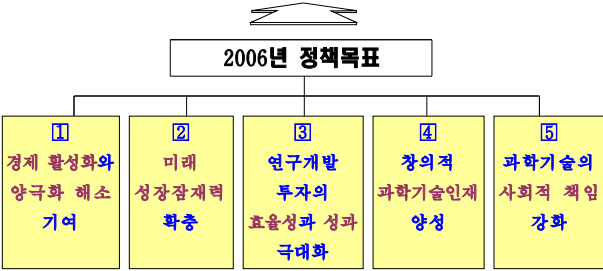 2006년 정책목표
1
경제 활성화와
양극화 해소
기여
2
미래
성장잠재력
확충
3
연구개발
투자의
효율성과 성과
극대화
4
창의적
과학기술인재
양성
5
과학기술의
사회적 책임
강화